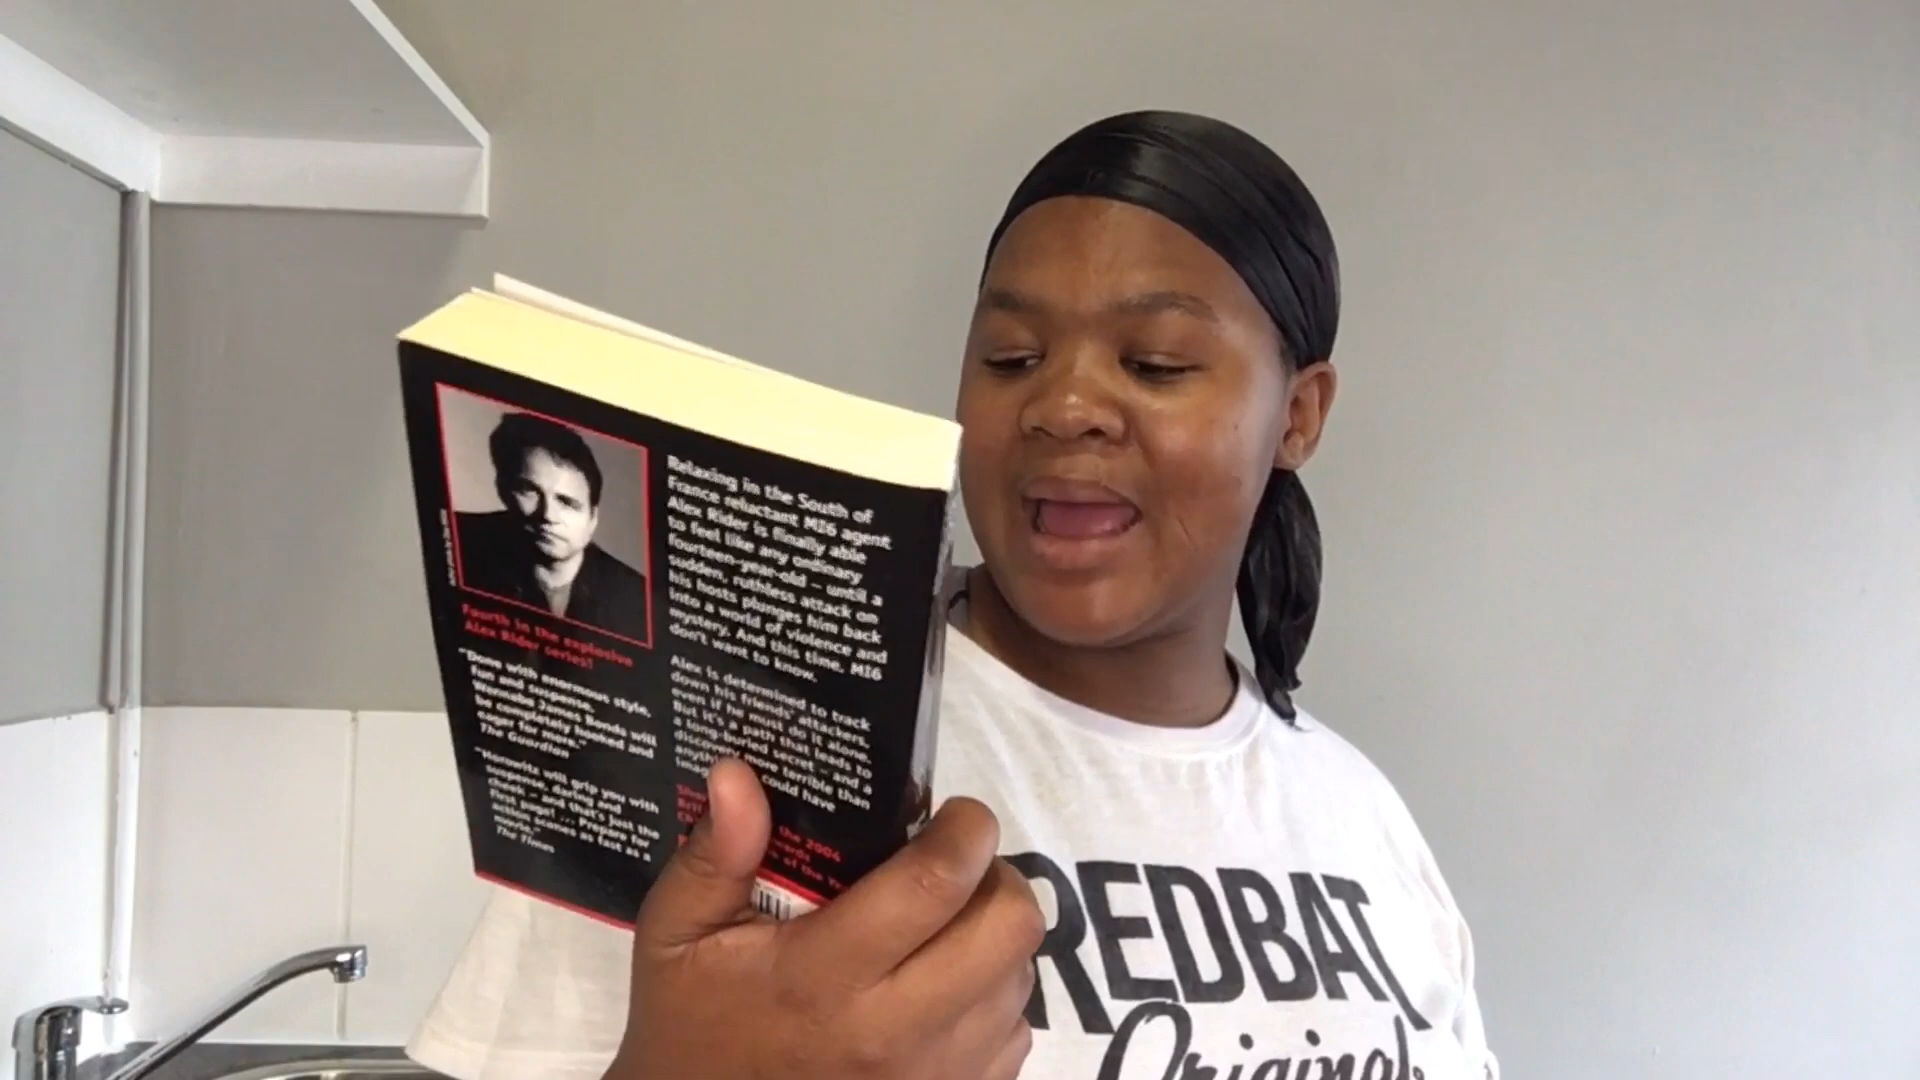 Fourth in the explosive
Alex Rider series!
"Done with enormous style,
fun and suspense.
Wannabe James Bonds will
be completely hooked and
eager for more."
The Guardian
"Horowitz will grip you with
suspense, daring and
cheek – and that's just the
first page! ... Prepare for
action scenes as fast as a
movie."
The Times
Relaxing in the South of
France reluctant MI6 agent
Alex Rider is finally able
to feel like any ordinary
fourteen-year-old – until a
sudden, ruthless attack on
his hosts plunges him back
into a world of violence and
mystery. And this time, MI6
don't want to know.
Alex is determined to track
down his friends' attackers,
even if he must do it alone.
But it's a path that leads to
a long-buried secret – and a
discovery more terrible than
could have
the 2004
of the
REDBAT
Original